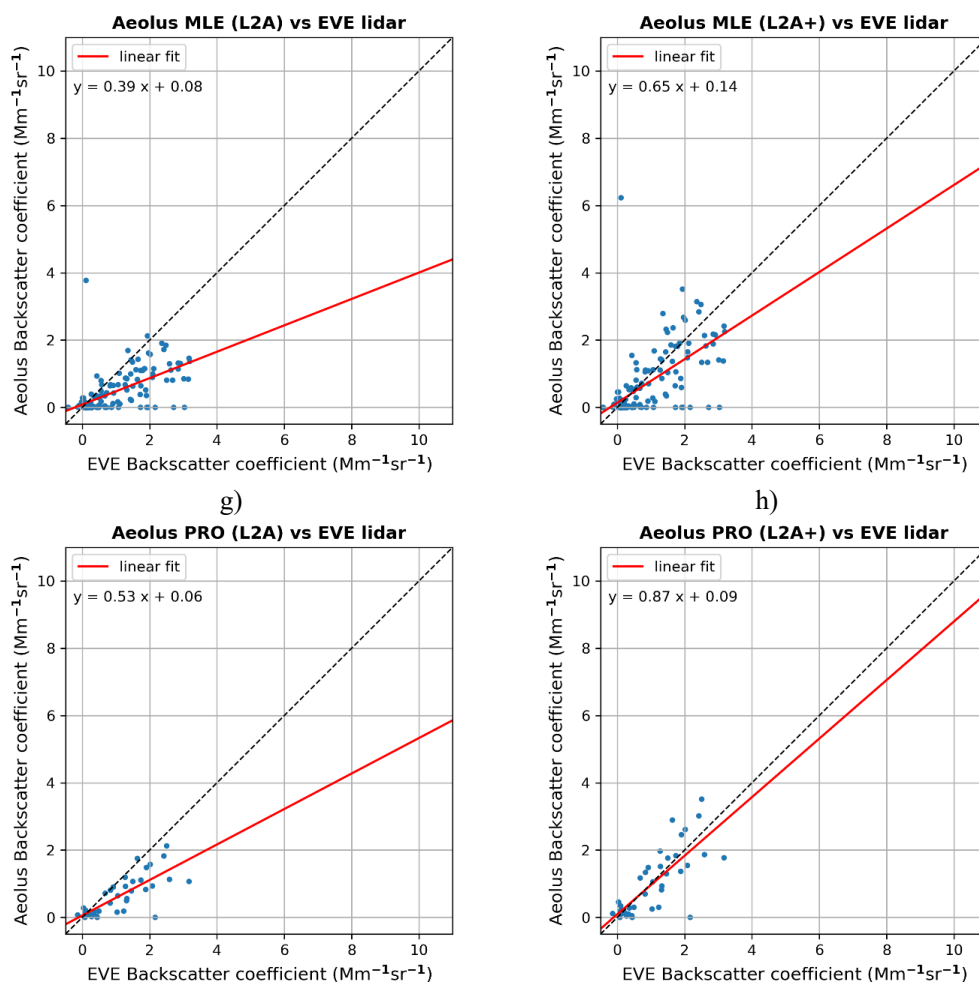 Aeolus MLE (L2A) vs EVE lidar
linear fit
y = 0.39 x + 0.08
10
8
6
4
2
0
0 2 4 6 8 10
Aeolus Backscatter coefficient (Mm⁻¹sr⁻¹)
EVE Backscatter coefficient (Mm⁻¹sr⁻¹)
Aeolus MLE (L2A+) vs EVE lidar
linear fit
y = 0.65 x + 0.14
10
8
6
4
2
0
0 2 4 6 8 10
Aeolus Backscatter coefficient (Mm⁻¹sr⁻¹)
EVE Backscatter coefficient (Mm⁻¹sr⁻¹)
g)
h)
Aeolus PRO (L2A) vs EVE lidar
linear fit
y = 0.53 x + 0.06
10
8
6
4
2
0
0 2 4 6 8 10
Aeolus Backscatter coefficient (Mm⁻¹sr⁻¹)
EVE Backscatter coefficient (Mm⁻¹sr⁻¹)
Aeolus PRO (L2A+) vs EVE lidar
linear fit
y = 0.87 x + 0.09
10
8
6
4
2
0
0 2 4 6 8 10
Aeolus Backscatter coefficient (Mm⁻¹sr⁻¹)
EVE Backscatter coefficient (Mm⁻¹sr⁻¹)